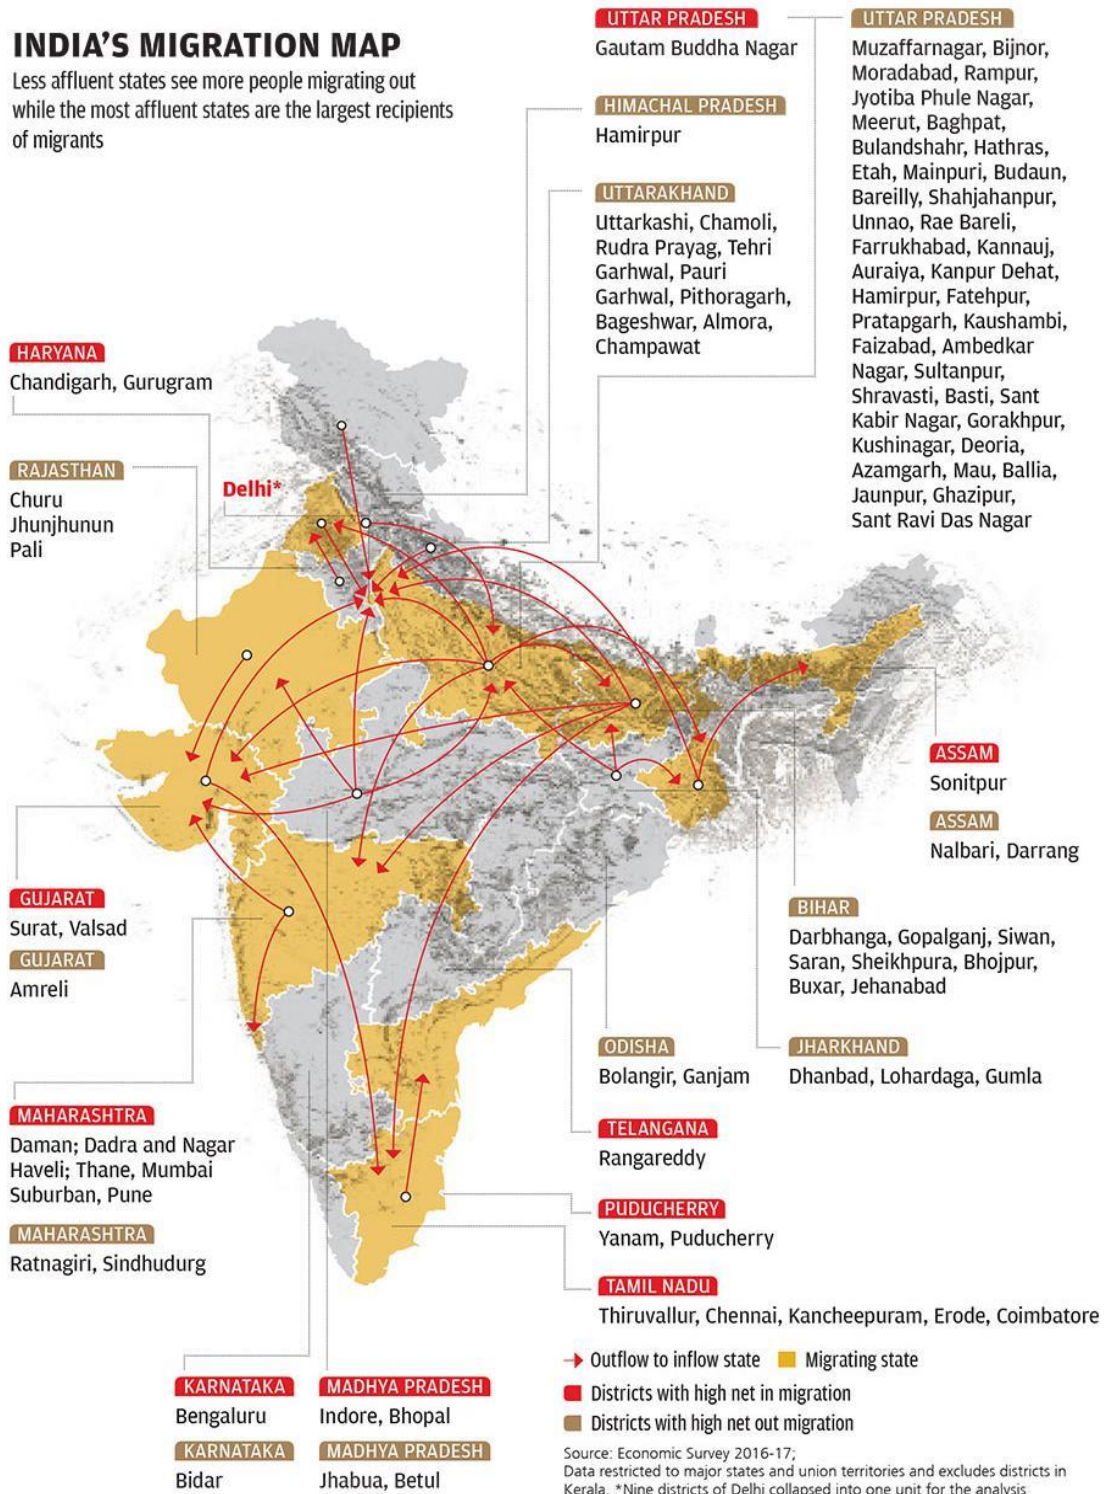 INDIA'S MIGRATION MAP
Less affluent states see more people migrating out
while the most affluent states are the largest recipients
of migrants
UTTAR PRADESH
Gautam Buddha Nagar
HIMACHAL PRADESH
Hamirpur
UTTARAKHAND
Uttarkashi, Chamoli,
Rudra Prayag, Tehri
Garhwal, Pauri
Garhwal, Pithoragarh,
Bageshwar, Almora,
Champawat
UTTAR PRADESH
Muzaffarnagar, Bijnor,
Moradabad, Rampur,
Jyotiba Phule Nagar,
Meerut, Baghpat,
Bulandshahr, Hathras,
Etah, Mainpuri, Budaun,
Bareilly, Shahjahanpur,
Unnao, Rae Bareli,
Farrukhabad, Kannauj,
Auraiya, Kanpur Dehat,
Hamirpur, Fatehpur,
Pratapgarh, Kaushambi,
Faizabad, Ambedkar
Nagar, Sultanpur,
Shravasti, Basti, Sant
Kabir Nagar, Gorakhpur,
Kushinagar, Deoria,
Azamgarh, Mau, Ballia,
Jaunpur, Ghazipur,
Sant Ravi Das Nagar
HARYANA
Chandigarh, Gurugram
RAJASTHAN
Churu
Jhunjhunun
Pali
Delhi*
ASSAM
Sonitpur
ASSAM
Nalbari, Darrang
GUJARAT
Surat, Valsad
GUJARAT
Amreli
BIHAR
Darbhanga, Gopalganj, Siwan,
Saran, Sheikhpura, Bhojpur,
Buxar, Jehanabad
ODISHA
Bolangir, Ganjam
JHARKHAND
Dhanbad, Lohardaga, Gumla
MAHARASHTRA
Daman; Dadra and Nagar
Haveli; Thane, Mumbai
Suburban, Pune
MAHARASHTRA
Ratnagiri, Sindhudurg
TELANGANA
Rangareddy
PUDUCHERRY
Yanam, Puducherry
TAMIL NADU
Thiruvallur, Chennai, Kancheepuram, Erode, Coimbatore
KARNATAKA
Bengaluru
KARNATAKA
Bidar
MADHYA PRADESH
Indore, Bhopal
MADHYA PRADESH
Jhabua, Betul
Outflow to inflow state
Migrating state
Districts with high net in migration
Districts with high net out migration
Source: Economic Survey 2016-17;
Data restricted to major states and union territories and excludes districts in
Kerala. *Nine districts of Delhi collapsed into one unit for the analysis